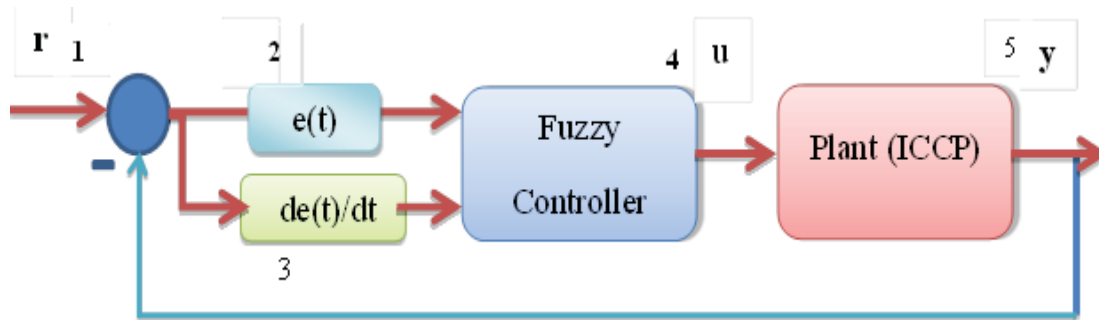 r 1
2
4 u
5 y
e(t)
Fuzzy
Controller
Plant (ICCP)
-
de(t)/dt
3